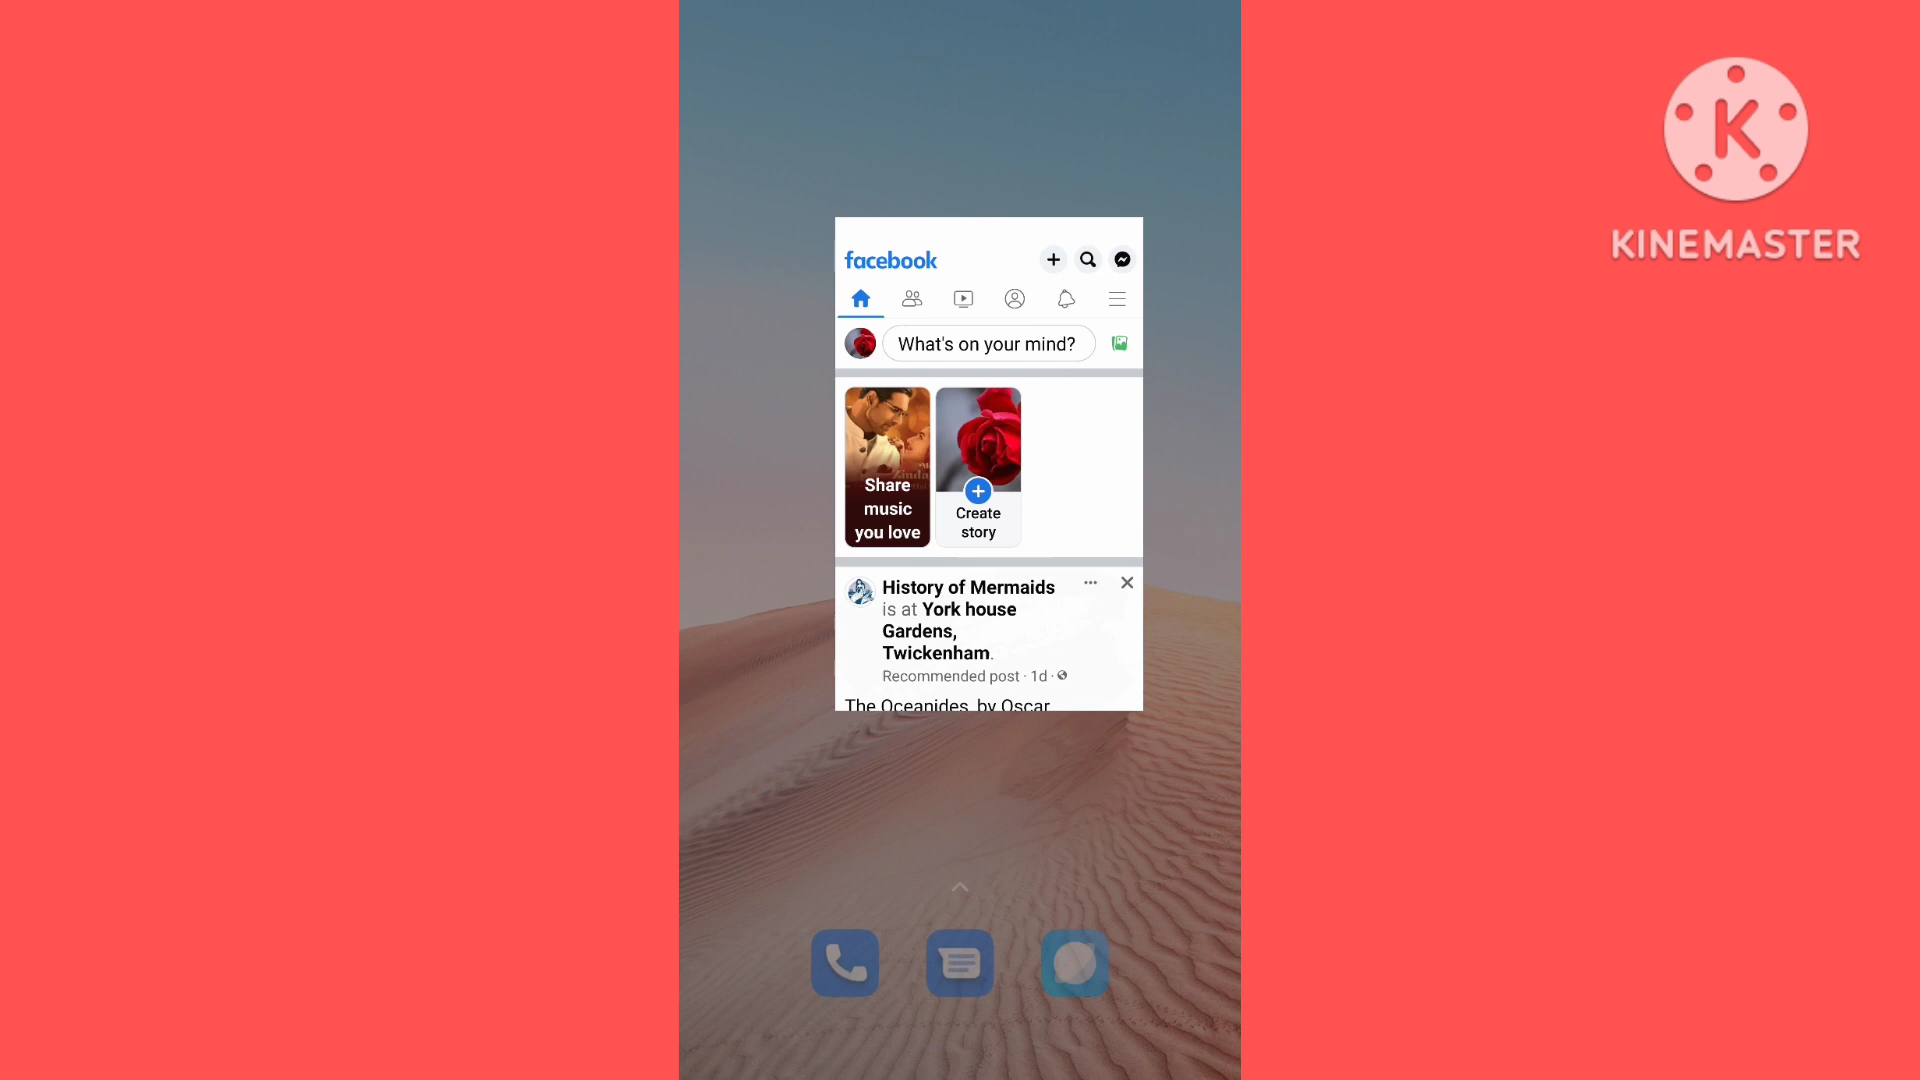 KINEMASTER
facebook
What's on your mind?
Share
music
you love
Create
story
History of Mermaids
is at York house
Gardens,
Twickenham.
Recommended post · 1d ·
The Oceanides, by Oscar